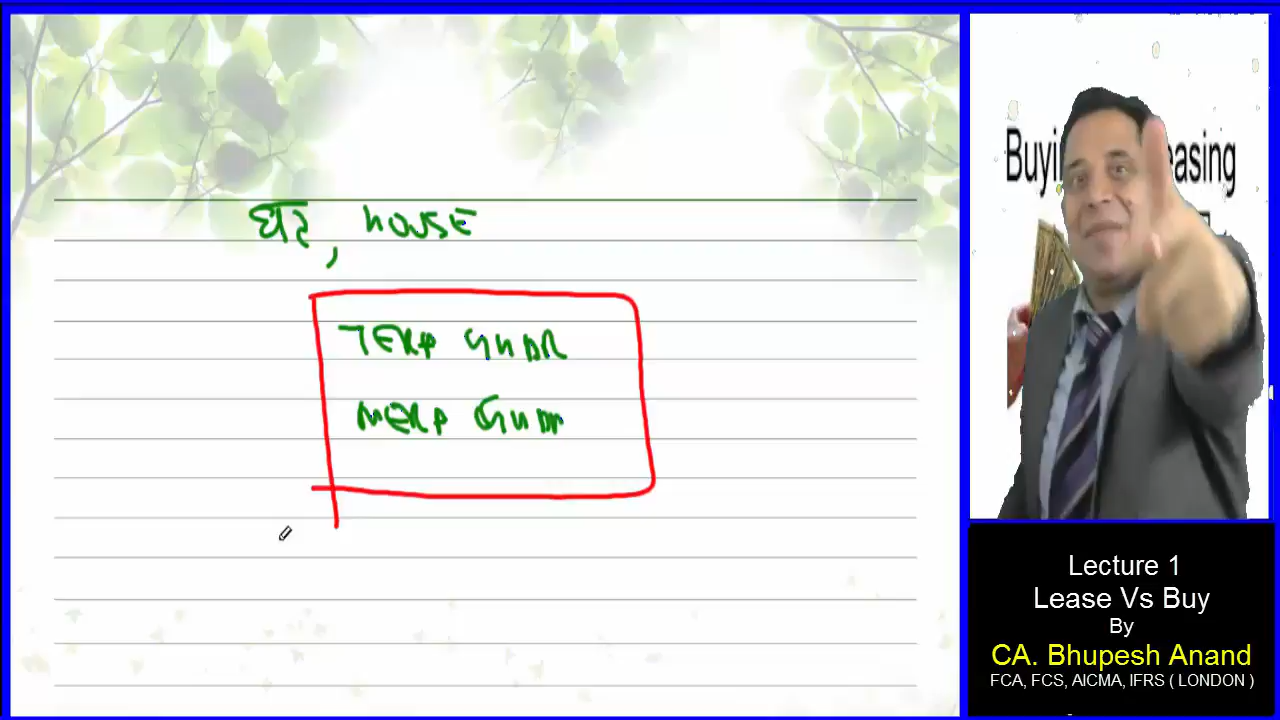 घर, HOUSE
TERA GHAR
MERA GHAR
Buyi easing
Lecture 1
Lease Vs Buy
By
CA. Bhupesh Anand
FCA, FCS, AICMA, IFRS ( LONDON )